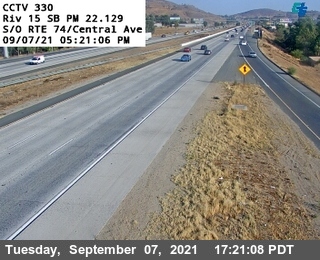 CCTV 330
Riv 15 SB PM 22.129
S/O RTE 74/Central Ave
09/07/21 05:21:06 PM
Tuesday, September 07, 2021 17:21:08 PDT